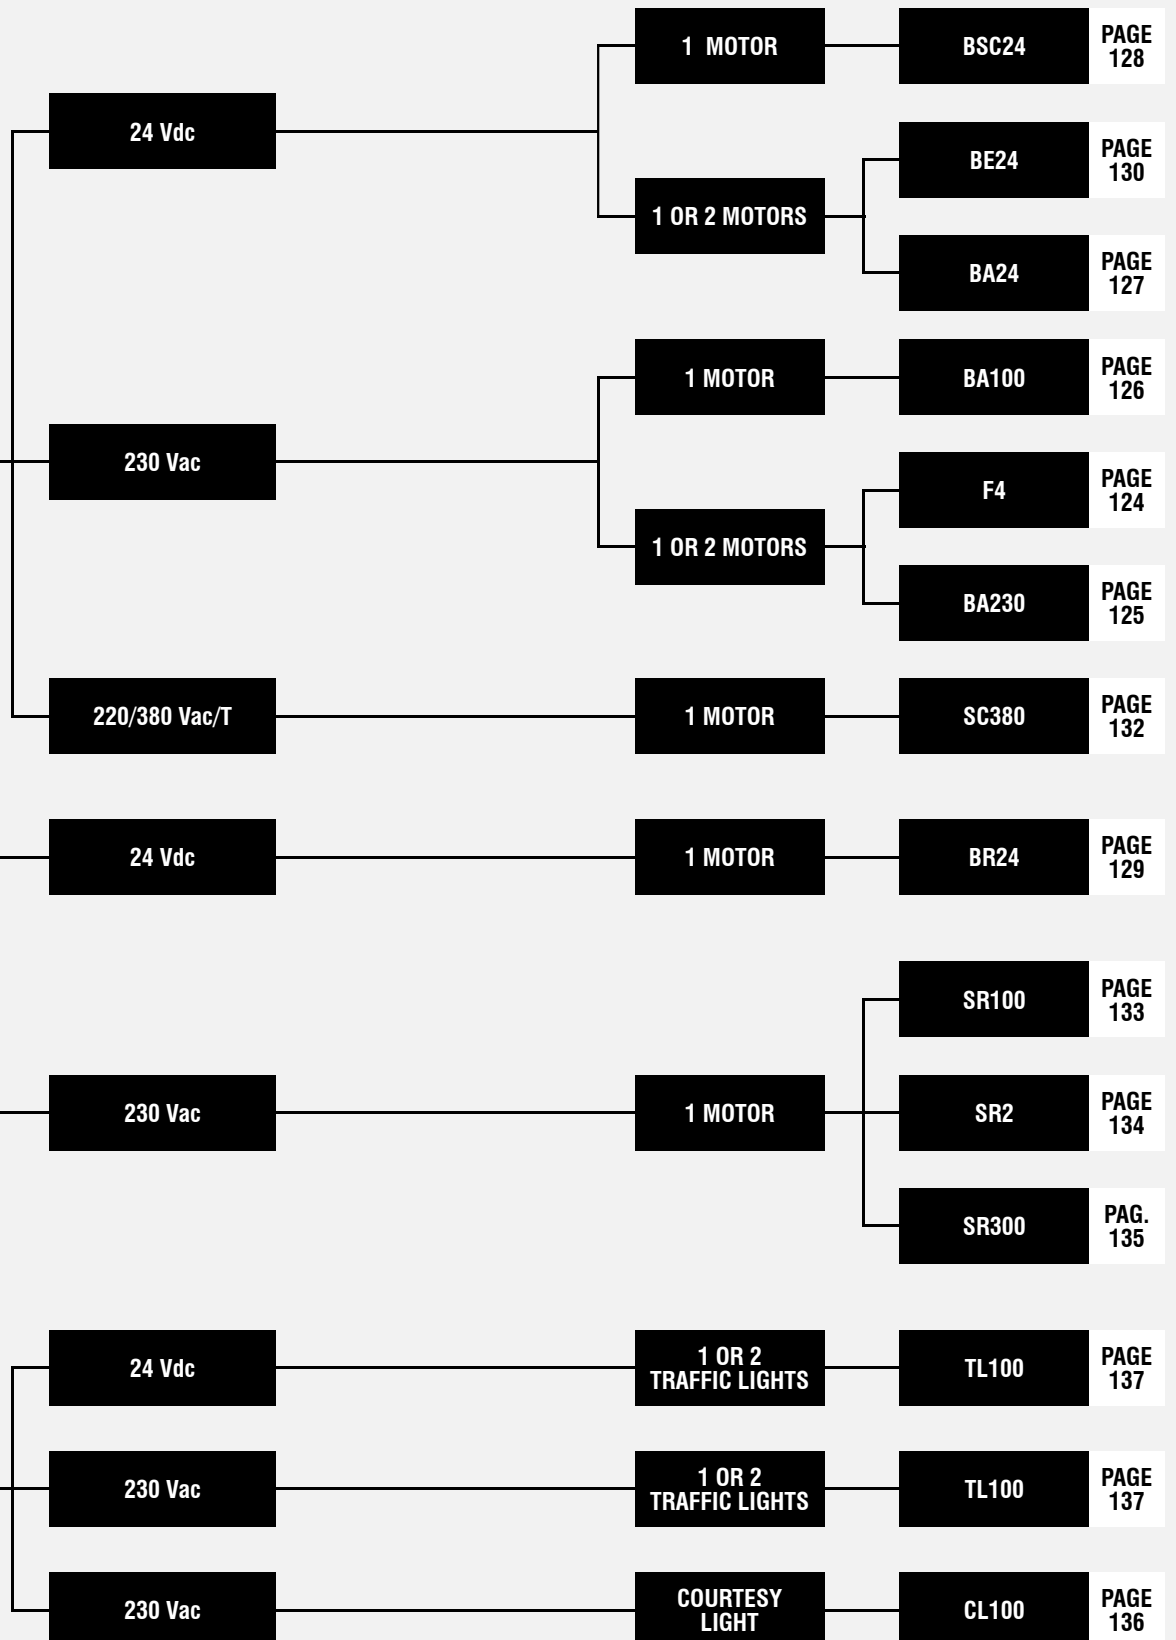 1 MOTOR
BSC24
PAGE
128
24 Vdc
BE24
PAGE
130
1 OR 2 MOTORS
BA24
PAGE
127
1 MOTOR
BA100
PAGE
126
230 Vac
F4
PAGE
124
1 OR 2 MOTORS
BA230
PAGE
125
220/380 Vac/T
1 MOTOR
SC380
PAGE
132
24 Vdc
1 MOTOR
BR24
PAGE
129
SR100
PAGE
133
230 Vac
1 MOTOR
SR2
PAGE
134
SR300
PAG.
135
24 Vdc
1 OR 2
TRAFFIC LIGHTS
TL100
PAGE
137
230 Vac
1 OR 2
TRAFFIC LIGHTS
TL100
PAGE
137
230 Vac
COURTESY
LIGHT
CL100
PAGE
136